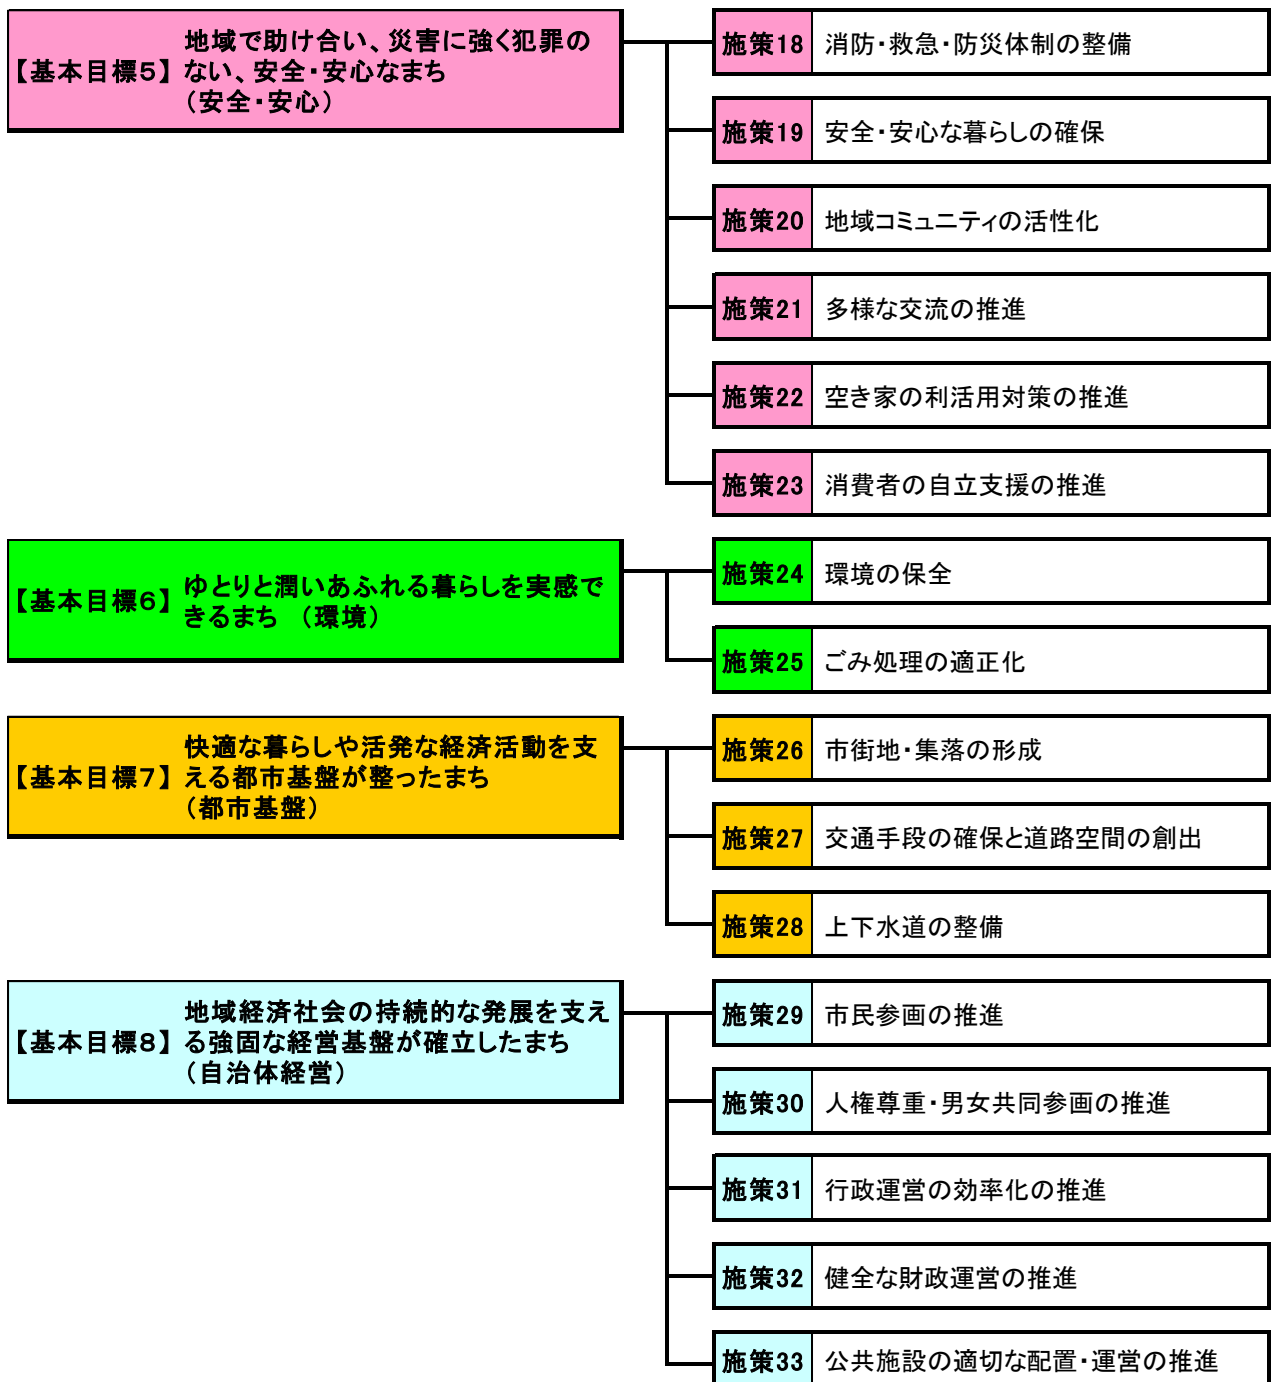 地域で助け合い、災害に強く犯罪の
【基本目標5】 ない、安全・安心なまち
（安全・安心）
施策18 消防・救急・防災体制の整備
施策19 安全・安心な暮らしの確保
施策20 地域コミュニティの活性化
施策21 多様な交流の推進
施策22 空き家の利活用対策の推進
施策23 消費者の自立支援の推進
【基本目標6】 ゆとりと潤いあふれる暮らしを実感で
きるまち （環境）
施策24 環境の保全
施策25 ごみ処理の適正化
快適な暮らしや活発な経済活動を支
【基本目標7】 える都市基盤が整ったまち
（都市基盤）
施策26 市街地・集落の形成
施策27 交通手段の確保と道路空間の創出
施策28 上下水道の整備
地域経済社会の持続的な発展を支え
【基本目標8】 る強固な経営基盤が確立したまち
（自治体経営）
施策29 市民参画の推進
施策30 人権尊重・男女共同参画の推進
施策31 行政運営の効率化の推進
施策32 健全な財政運営の推進
施策33 公共施設の適切な配置・運営の推進